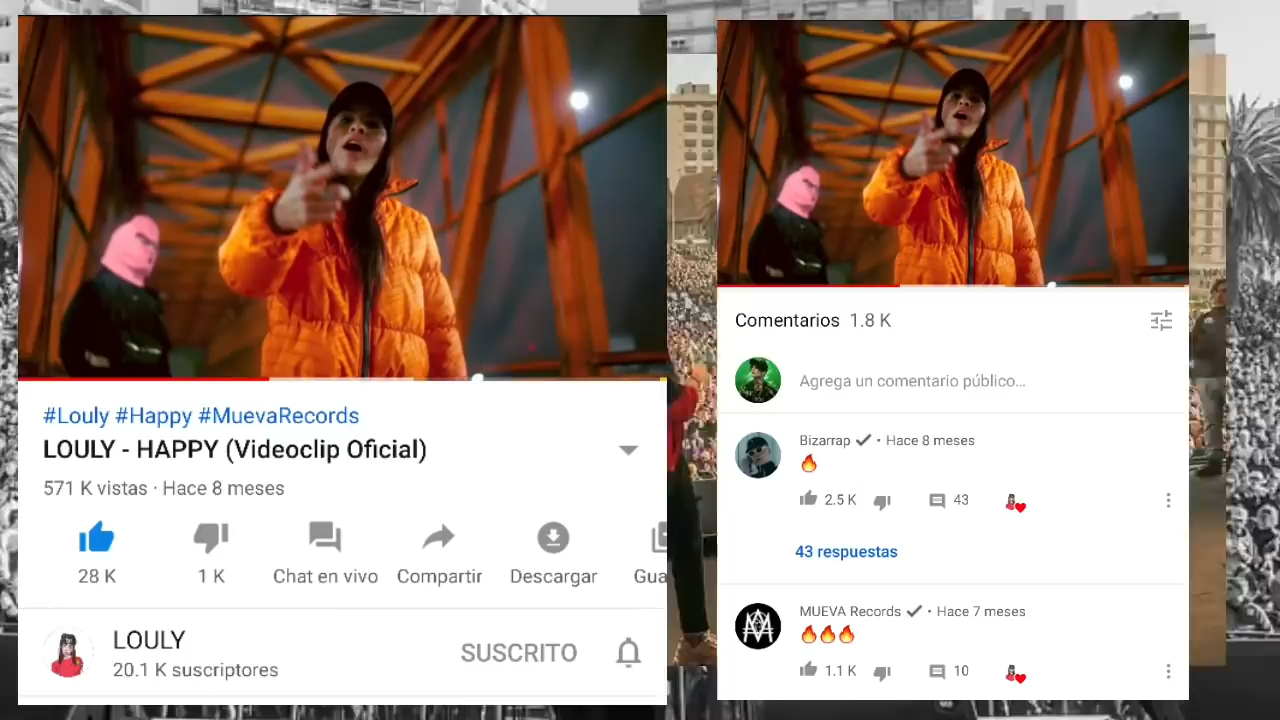 #Louly #Happy #MuevaRecords
LOULY - HAPPY (Videoclip Oficial)
571 K vistas · Hace 8 meses
28 K
1 K
Chat en vivo
Compartir
Descargar
Gua
LOULY
20.1 K suscriptores
SUSCRITO
Comentarios 1.8 K
Agrega un comentario público...
Bizarrap ✔ • Hace 8 meses
🔥
2.5 K
43
43 respuestas
MUEVA Records ✔ • Hace 7 meses
🔥🔥🔥
1.1 K
10